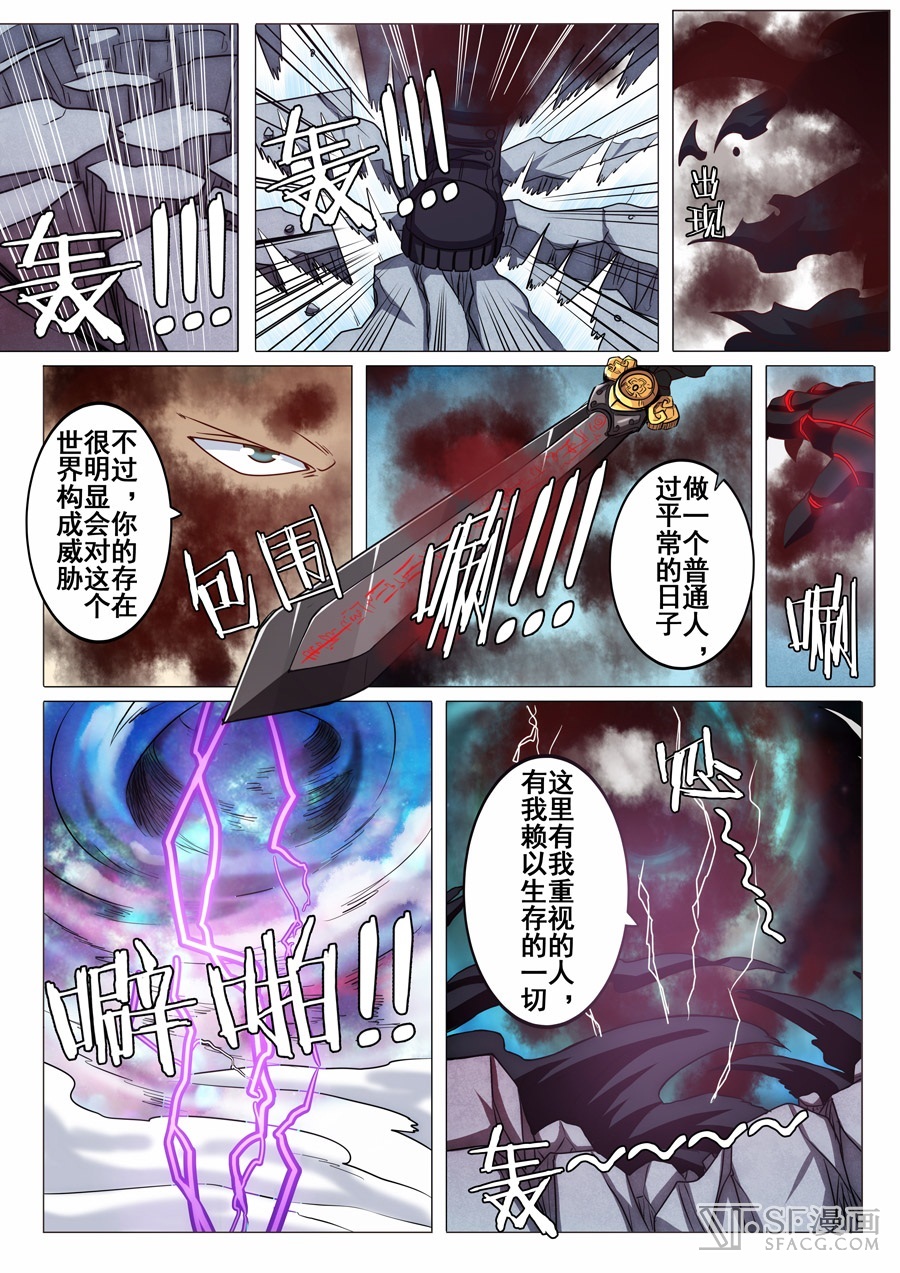 轰!!!
轰!!!
出现
不过，你的存在
很明显会对这个
世界构成威胁
包围
唰!!!
做一个普通人，
过平常的日子
唰
噼啪!!
这里有我重视的人，
有我赖以生存的一切
忍～～
轰～～～
SF漫画
SFACG.COM